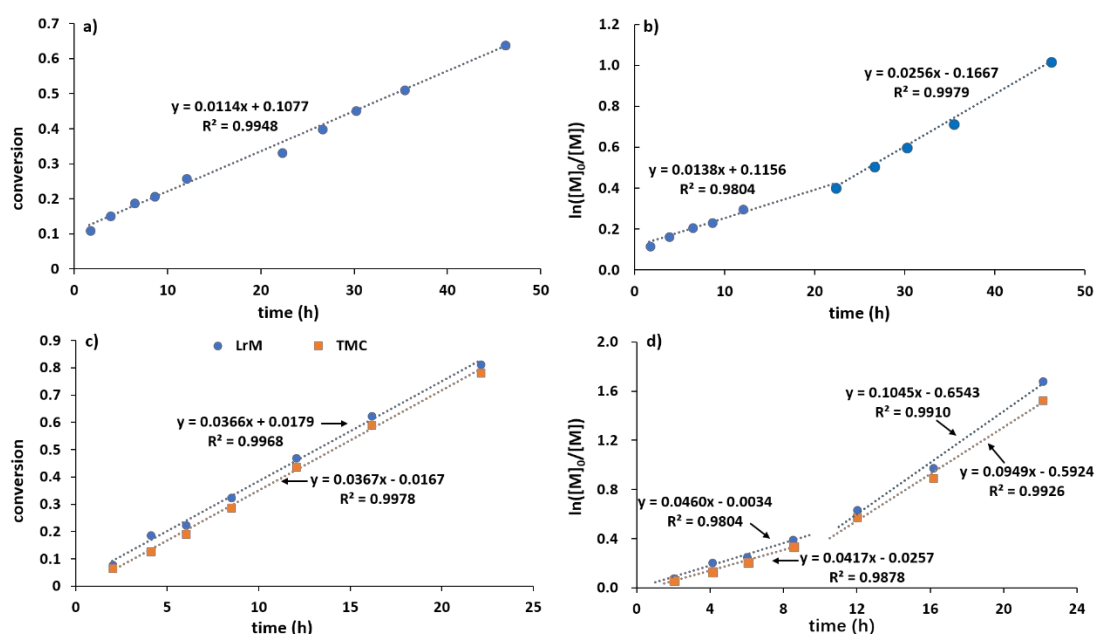 a)
0.7
0.6
0.5
0.4
0.3
0.2
0.1
0
conversion
y = 0.0114x + 0.1077
R² = 0.9948
0
10
20
30
40
50
time (h)
b)
1.2
1.0
0.8
0.6
0.4
0.2
0.0
ln([M]₀/[M])
y = 0.0256x - 0.1667
R² = 0.9979
y = 0.0138x + 0.1156
R² = 0.9804
0
10
20
30
40
50
time (h)
c)
LrM
TMC
0.9
0.8
0.7
0.6
0.5
0.4
0.3
0.2
0.1
0
conversion
y = 0.0366x + 0.0179
R² = 0.9968
y = 0.0367x - 0.0167
R² = 0.9978
0
5
10
15
20
25
time (h)
d)
2.0
1.6
1.2
0.8
0.4
0.0
ln([M]₀/[M])
y = 0.1045x - 0.6543
R² = 0.9910
y = 0.0949x - 0.5924
R² = 0.9926
y = 0.0460x - 0.0034
R² = 0.9804
y = 0.0417x - 0.0257
R² = 0.9878
0
4
8
12
16
20
24
time (h)